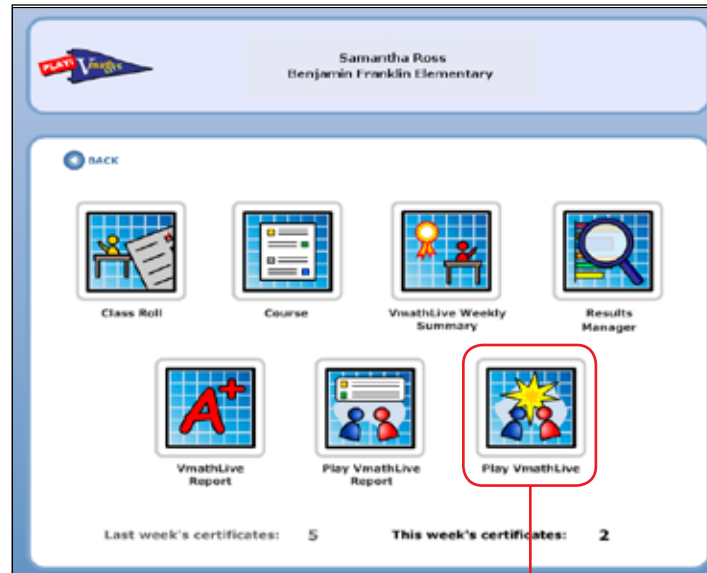 PLAY!
Vmath
Samantha Ross
Benjamin Franklin Elementary
BACK
Class Roll
Course
VmathLive Weekly
Summary
Results
Manager
A+
VmathLive
Report
Play VmathLive
Report
Play VmathLive
Last week's certificates: 5 This week's certificates: 2